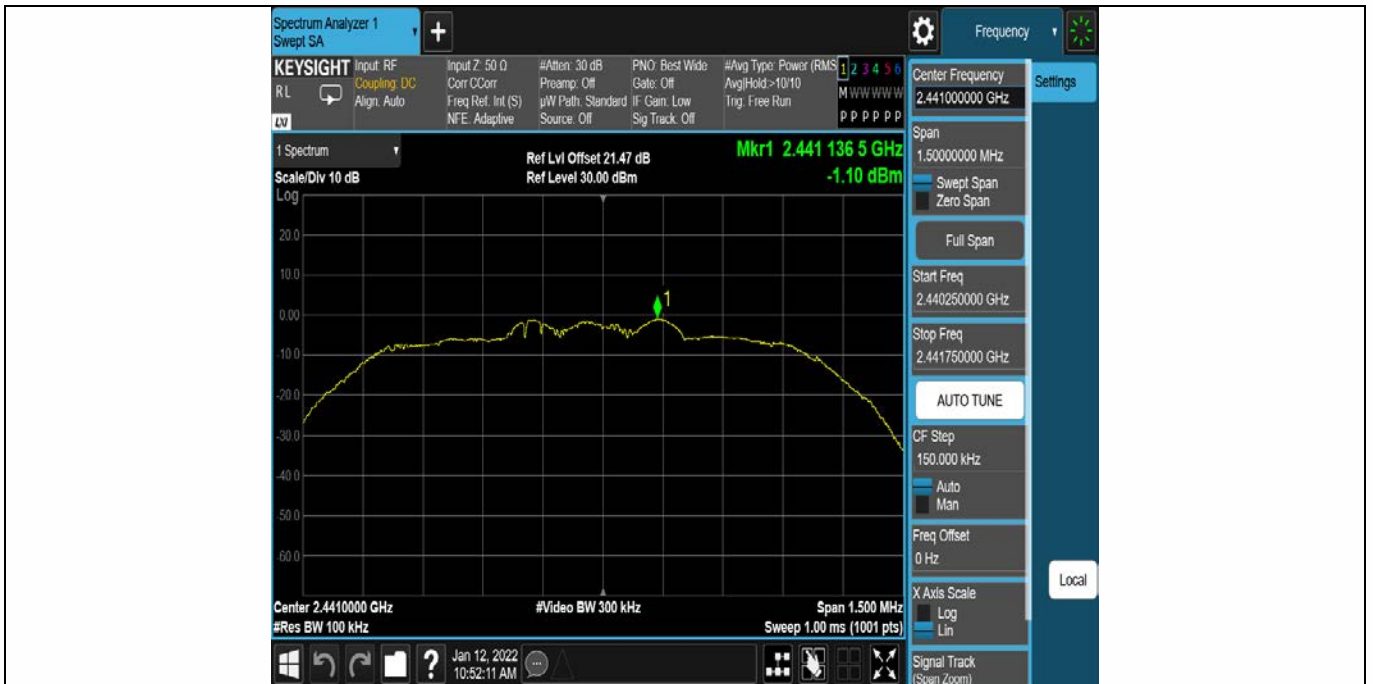 Spectrum Analyzer 1
Swept SA
+
Frequency
KEYSIGHT
RL
LXI
Input: RF
Coupling: DC
Align: Auto
Input Z: 50 Ω
Corr CCorr
Freq Ref: Int (S)
NFE: Adaptive
#Atten: 30 dB
Preamp: Off
µW Path: Standard
Source: Off
PNO: Best Wide
Gate: Off
IF Gain: Low
Sig Track: Off
#Avg Type: Power (RMS
Avg|Hold:>10/10
Trig: Free Run
1 2 3 4 5 6
M W W W W W
P P P P P P
1 Spectrum
Scale/Div 10 dB
Log
Ref Lvl Offset 21.47 dB
Ref Level 30.00 dBm
Mkr1 2.441 136 5 GHz
-1.10 dBm
20.0
10.0
0.00
-10.0
-20.0
-30.0
-40.0
-50.0
-60.0
1
Center 2.4410000 GHz
#Res BW 100 kHz
#Video BW 300 kHz
Span 1.500 MHz
Sweep 1.00 ms (1001 pts)
?
Jan 12, 2022
10:52:11 AM
Center Frequency
2.441000000 GHz
Span
1.50000000 MHz
Swept Span
Zero Span
Full Span
Start Freq
2.440250000 GHz
Stop Freq
2.441750000 GHz
AUTO TUNE
CF Step
150.000 kHz
Auto
Man
Freq Offset
0 Hz
X Axis Scale
Log
Lin
Signal Track
(Span Zoom)
Settings
Local